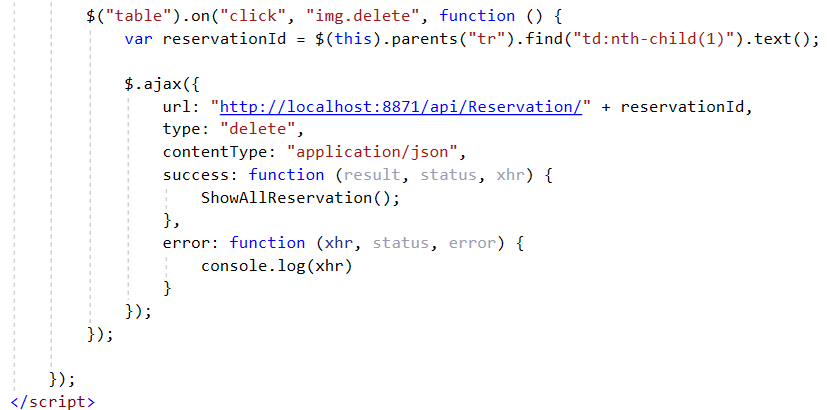 $("table").on("click", "img.delete", function () {
var reservationId = $(this).parents("tr").find("td:nth-child(1)").text();
$.ajax({
url: "http://localhost:8871/api/Reservation/" + reservationId,
type: "delete",
contentType: "application/json",
success: function (result, status, xhr) {
ShowAllReservation();
},
error: function (xhr, status, error) {
console.log(xhr)
}
});
});
});
</script>